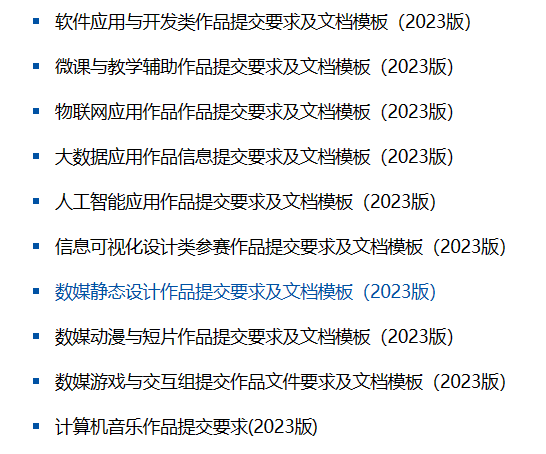 软件应用与开发类作品提交要求及文档模板（2023版）
微课与教学辅助作品提交要求及文档模板（2023版）
物联网应用作品作品提交要求及文档模板（2023版）
大数据应用作品信息提交要求及文档模板（2023版）
人工智能应用作品提交要求及文档模板（2023版）
信息可视化设计类参赛作品提交要求及文档模板（2023版）
数媒静态设计作品提交要求及文档模板（2023版）
数媒动漫与短片作品提交要求及文档模板（2023版）
数媒游戏与交互组提交作品文件要求及文档模板（2023版）
计算机音乐作品提交要求(2023版)